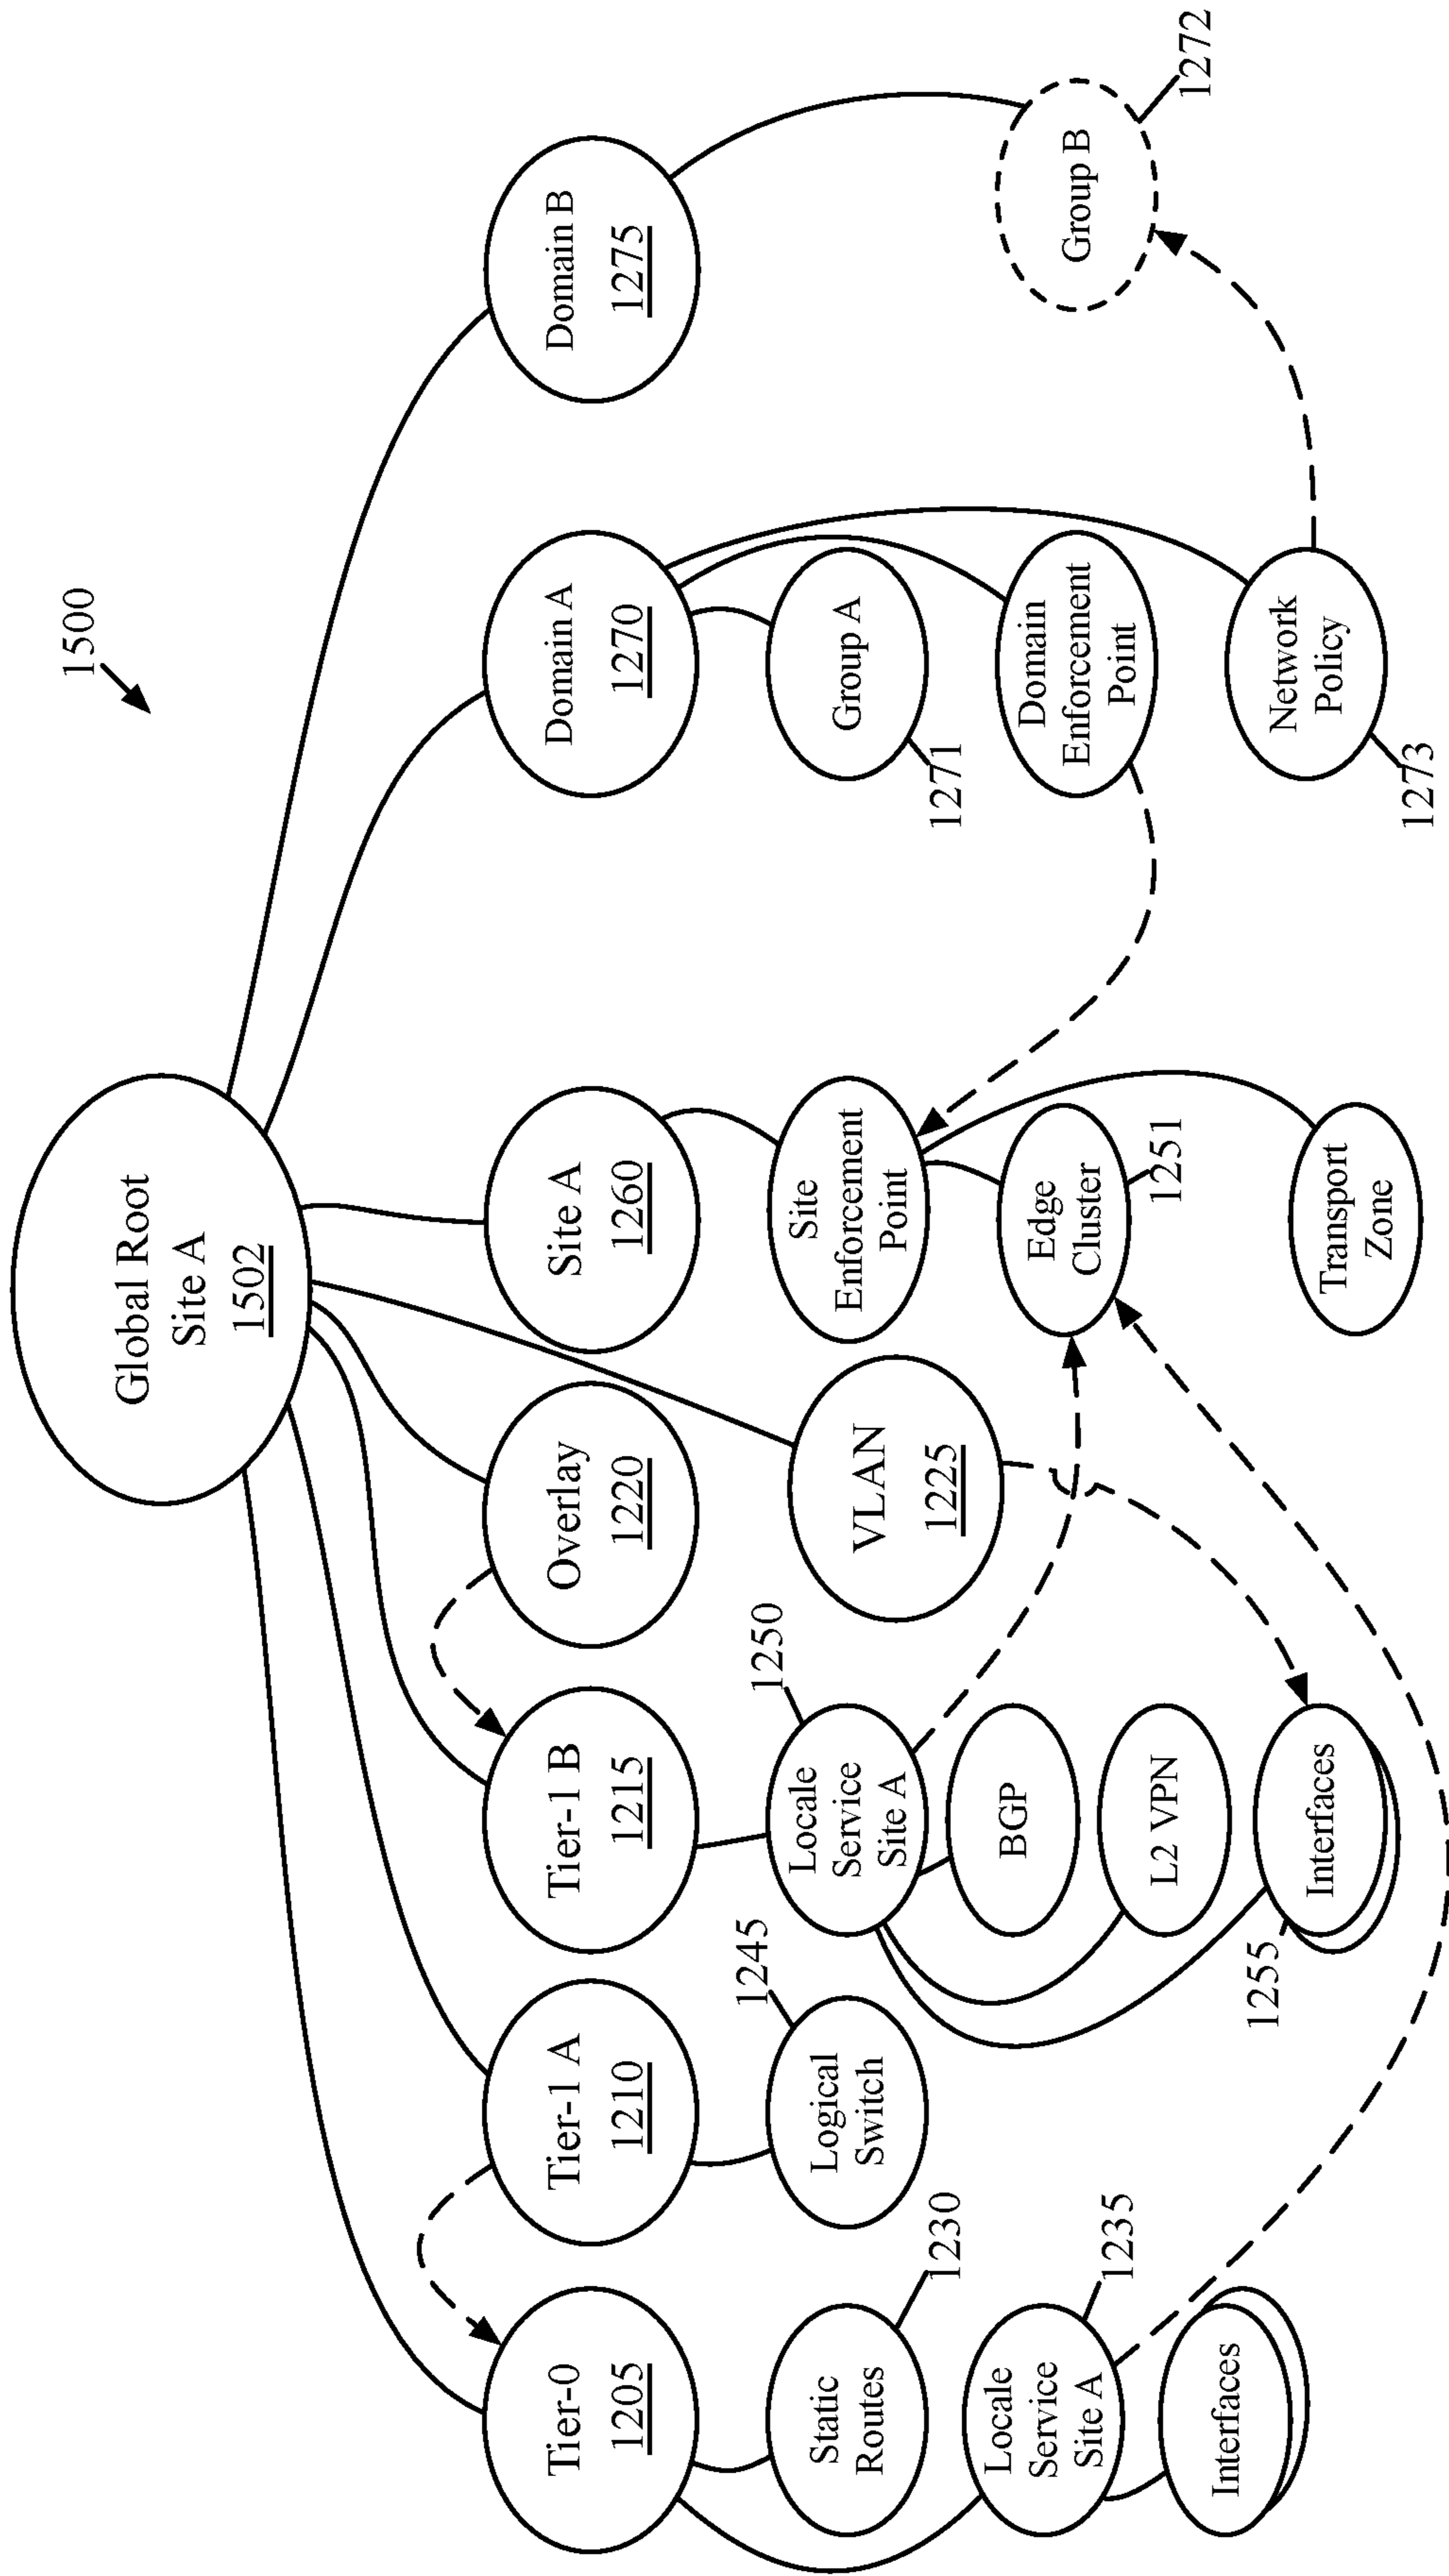 1500
Global Root
Site A
1502
Tier-0
1205
Tier-1 A
1210
Tier-1 B
1215
Overlay
1220
Site A
1260
Domain A
1270
Domain B
1275
Static
Routes
1230
Logical
Switch
1245
Locale
Service
Site A
1250
VLAN
1225
Site
Enforcement
Point
Group A
1271
Locale
Service
Site A
1235
BGP
Edge
Cluster
1251
Domain
Enforcement
Point
Group B
1272
L2 VPN
Interfaces
Interfaces
1255
Transport
Zone
Network
Policy
1273